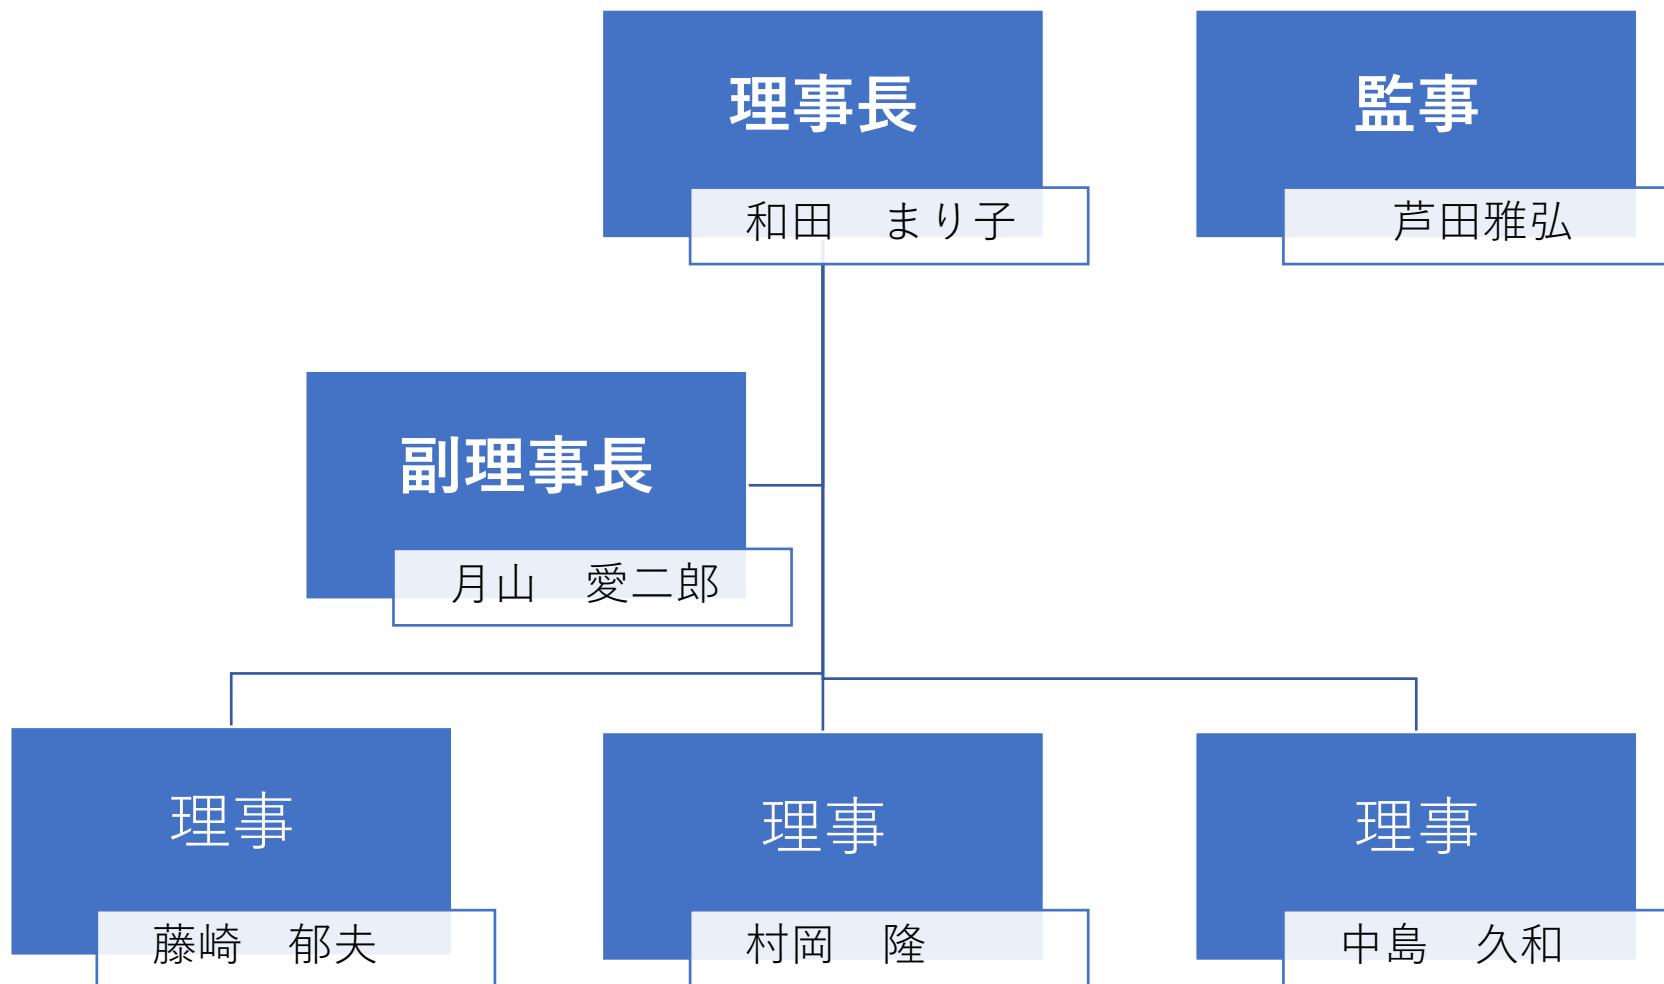 理事長
和田　まり子
監事
芦田雅弘
副理事長
月山　愛二郎
理事
藤崎　郁夫
理事
村岡　隆
理事
中島　久和